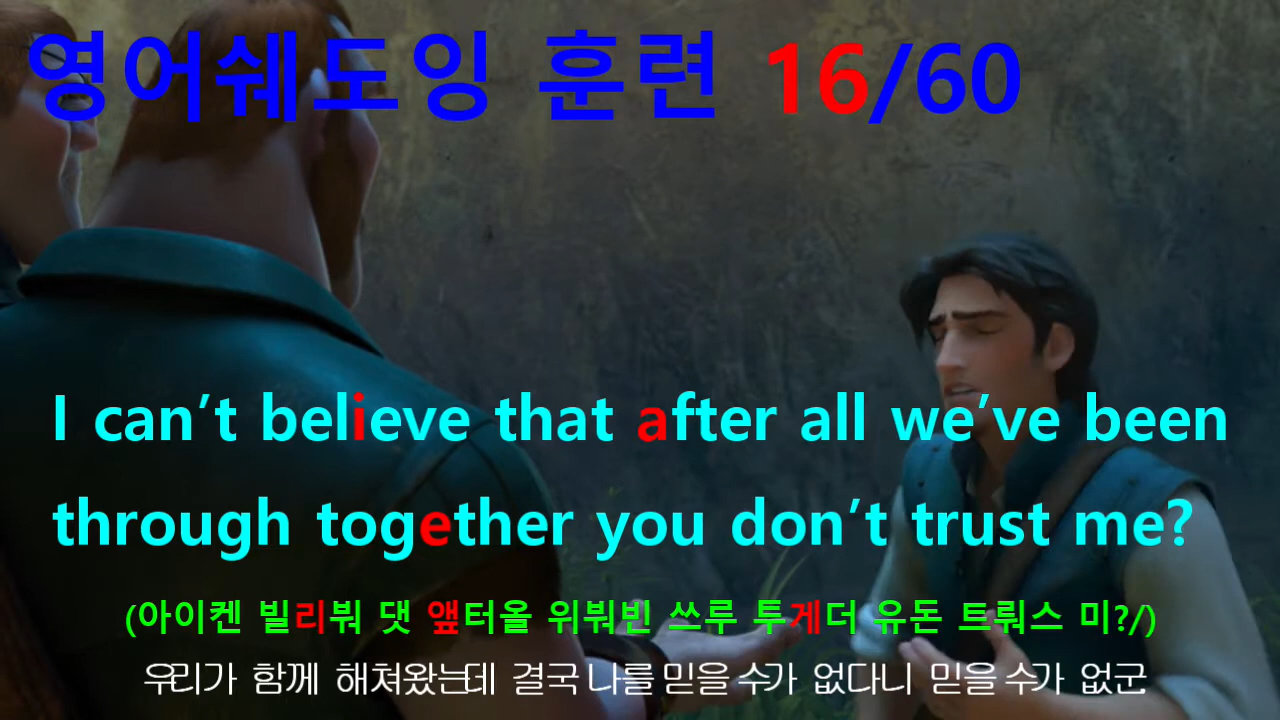 영어쉐도잉 훈련 16/60
I can't believe that after all we've been
through together you don't trust me?
(아이켄 빌리붜 댓 앺터올 위붜빈 쓰루 투게더 유돈 트뤄스 미?/)
우리가 함께 해쳐왔는데 결국 나를 믿을 수가 없다니 믿을 수가 없군